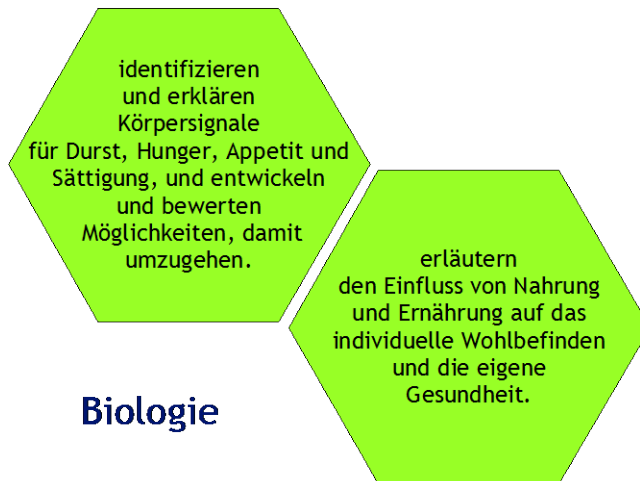 identifizieren
und erklären
Körpersignale
für Durst, Hunger, Appetit und
Sättigung, und entwickeln
und bewerten
Möglichkeiten, damit
umzugehen.
erläutern
den Einfluss von Nahrung
und Ernährung auf das
individuelle Wohlbefinden
und die eigene
Gesundheit.
Biologie